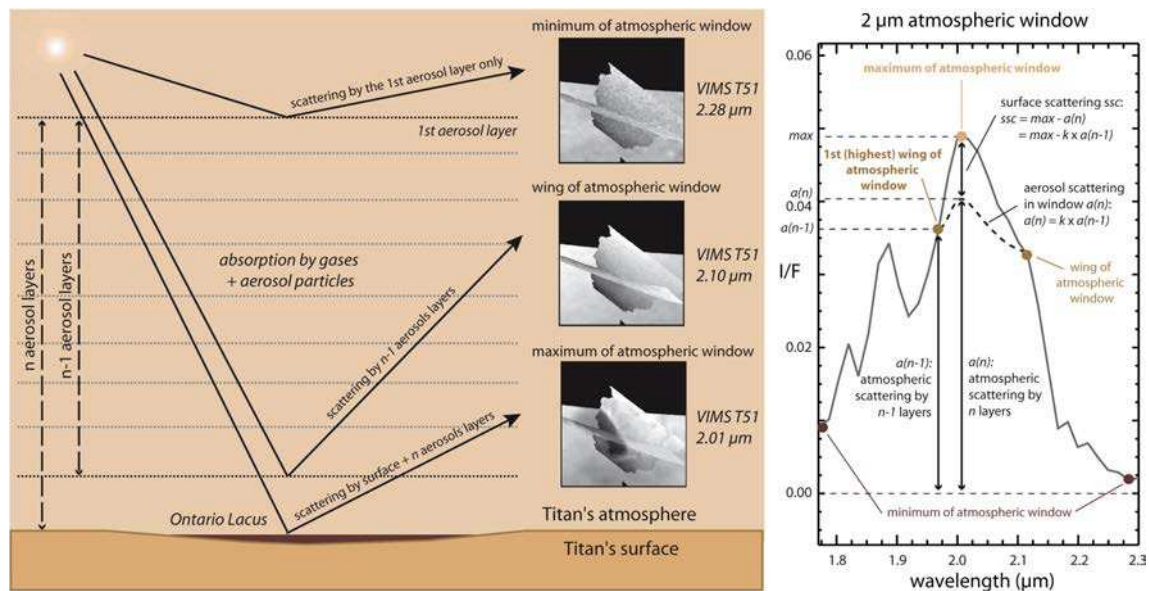 minimum of atmospheric window
scattering by the 1st aerosol layer only
VIMS T51
2.28 µm
1st aerosol layer
wing of atmospheric window
n aerosol layers
n-1 aerosol layers
absorption by gases
+ aerosol particles
scattering by n-1 aerosols layers
VIMS T51
2.10 µm
maximum of atmospheric window
scattering by surface + n aerosols layers
VIMS T51
2.01 µm
Ontario Lacus
Titan's atmosphere
Titan's surface
2 µm atmospheric window
0.06
maximum of atmospheric window
surface scattering ssc:
ssc = max - a(n)
= max - k x a(n-1)
max
1st (highest) wing of
atmospheric
window
a(n)
0.04
a(n-1)
aerosol scattering
in window a(n):
a(n) = k x a(n-1)
I/F
wing of
atmospheric
window
0.02
a(n-1):
atmospheric
scattering by
n-1 layers
a(n):
atmospheric
scattering by
n layers
0.00
minimum of atmospheric window
1.8
1.9
2.0
2.1
2.2
2.3
wavelength (µm)